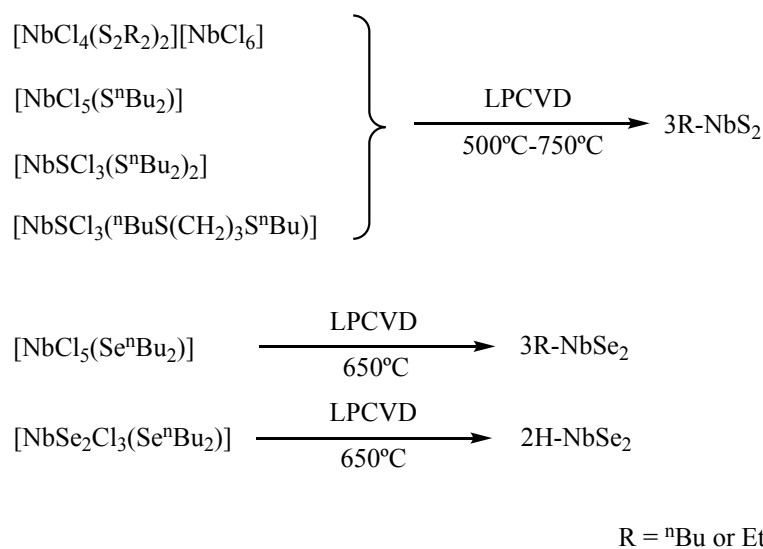 [NbCl₄(S₂R₂)₂][NbCl₆]
[NbCl₅(SⁿBu₂)]
[NbSCl₃(SⁿBu₂)₂]
[NbSCl₃(ⁿBuS(CH₂)₃SⁿBu)]
LPCVD
500ºC-750ºC
3R-NbS₂
[NbCl₅(SeⁿBu₂)]
LPCVD
650ºC
3R-NbSe₂
[NbSe₂Cl₃(SeⁿBu₂)]
LPCVD
650ºC
2H-NbSe₂
R = ⁿBu or Et